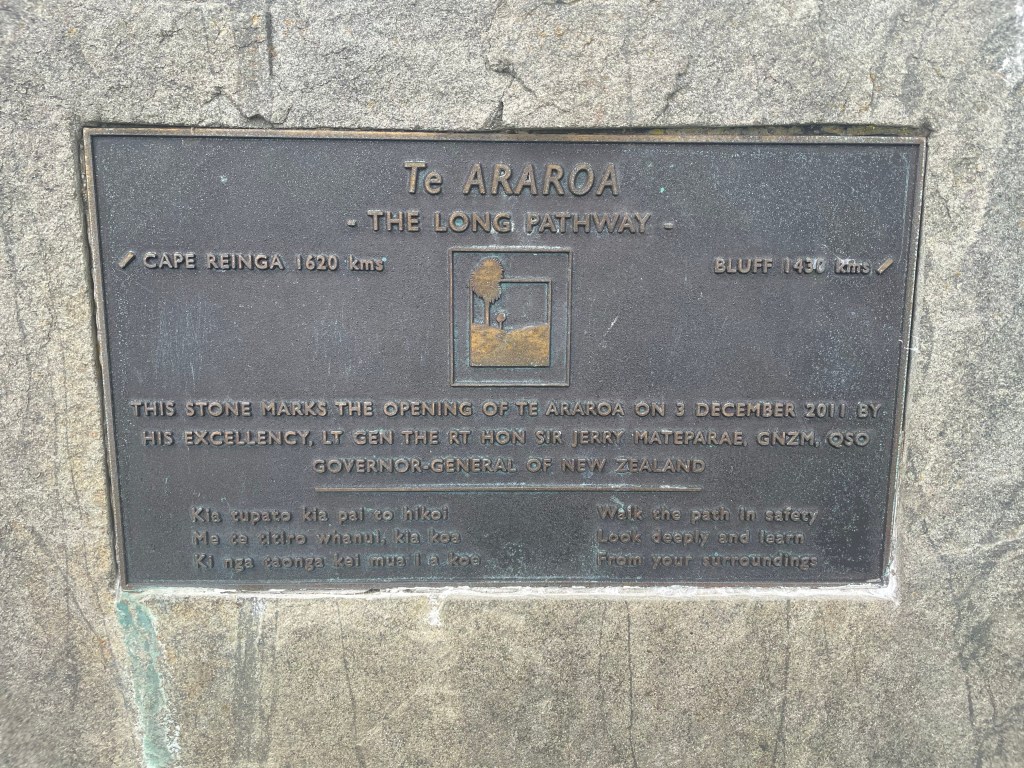 Te ARAROA
- THE LONG PATHWAY -
CAPE REINGA 1620 kms
BLUFF 1430 kms
THIS STONE MARKS THE OPENING OF TE ARAROA ON 3 DECEMBER 2011 BY
HIS EXCELLENCY, LT GEN THE RT HON SIR JERRY MATEPARAE, GNZM, QSO
GOVERNOR-GENERAL OF NEW ZEALAND
Kia tupato kia pai to hikoi
Me te titiro whanui, kia koa
Ki nga taonga kei mua i a koe
Walk the path in safety
Look deeply and learn
From your surroundings